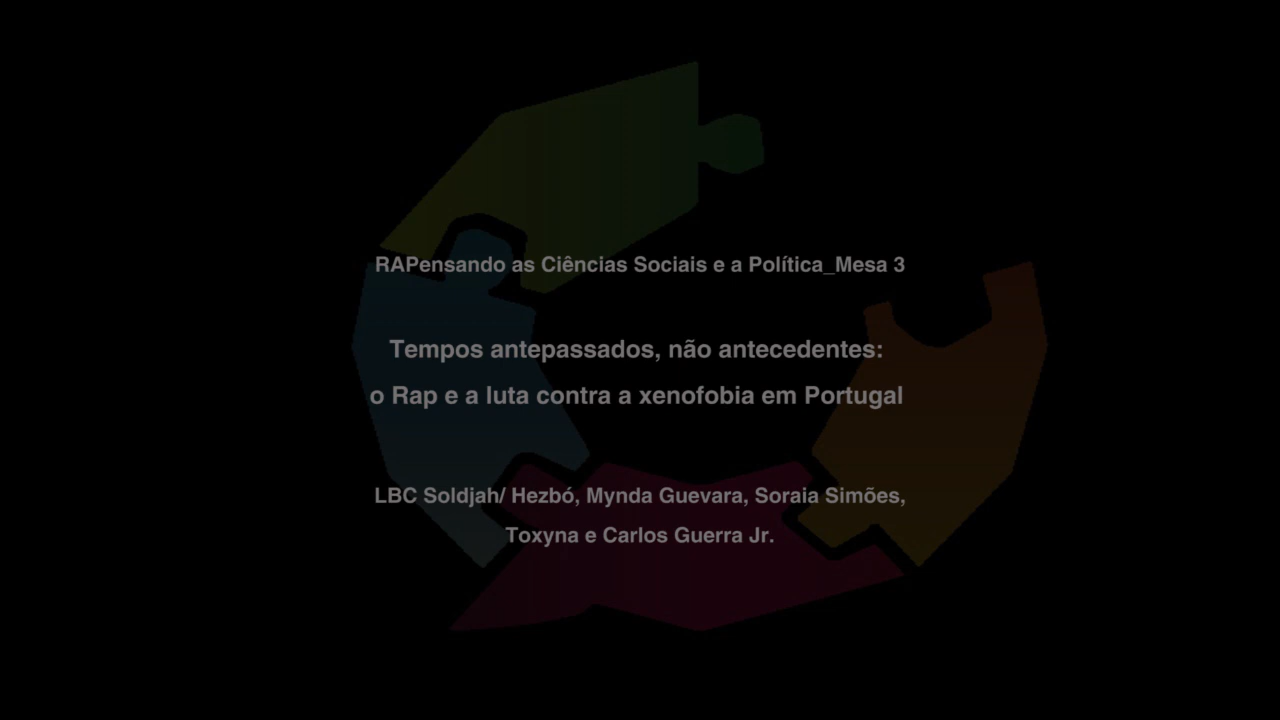 RAPensando as Ciências Sociais e a Política_Mesa 3
Tempos antepassados, não antecedentes:
o Rap e a luta contra a xenofobia em Portugal
LBC Soldjah/ Hezbó, Mynda Guevara, Soraia Simões,
Toxyna e Carlos Guerra Jr.